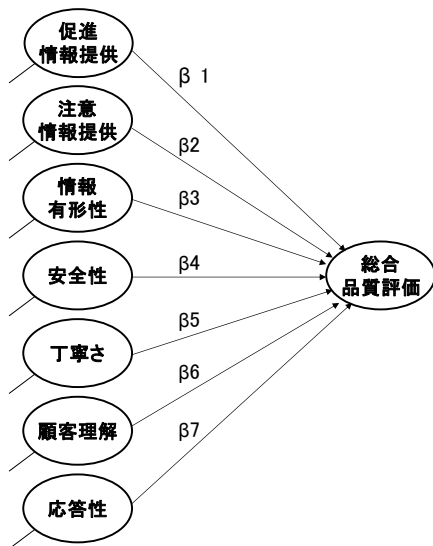 促進
情報提供
β 1
注意
情報提供
β2
情報
有形性
β3
総合
品質評価
安全性
β4
丁寧さ
β5
顧客理解
β6
応答性
β7